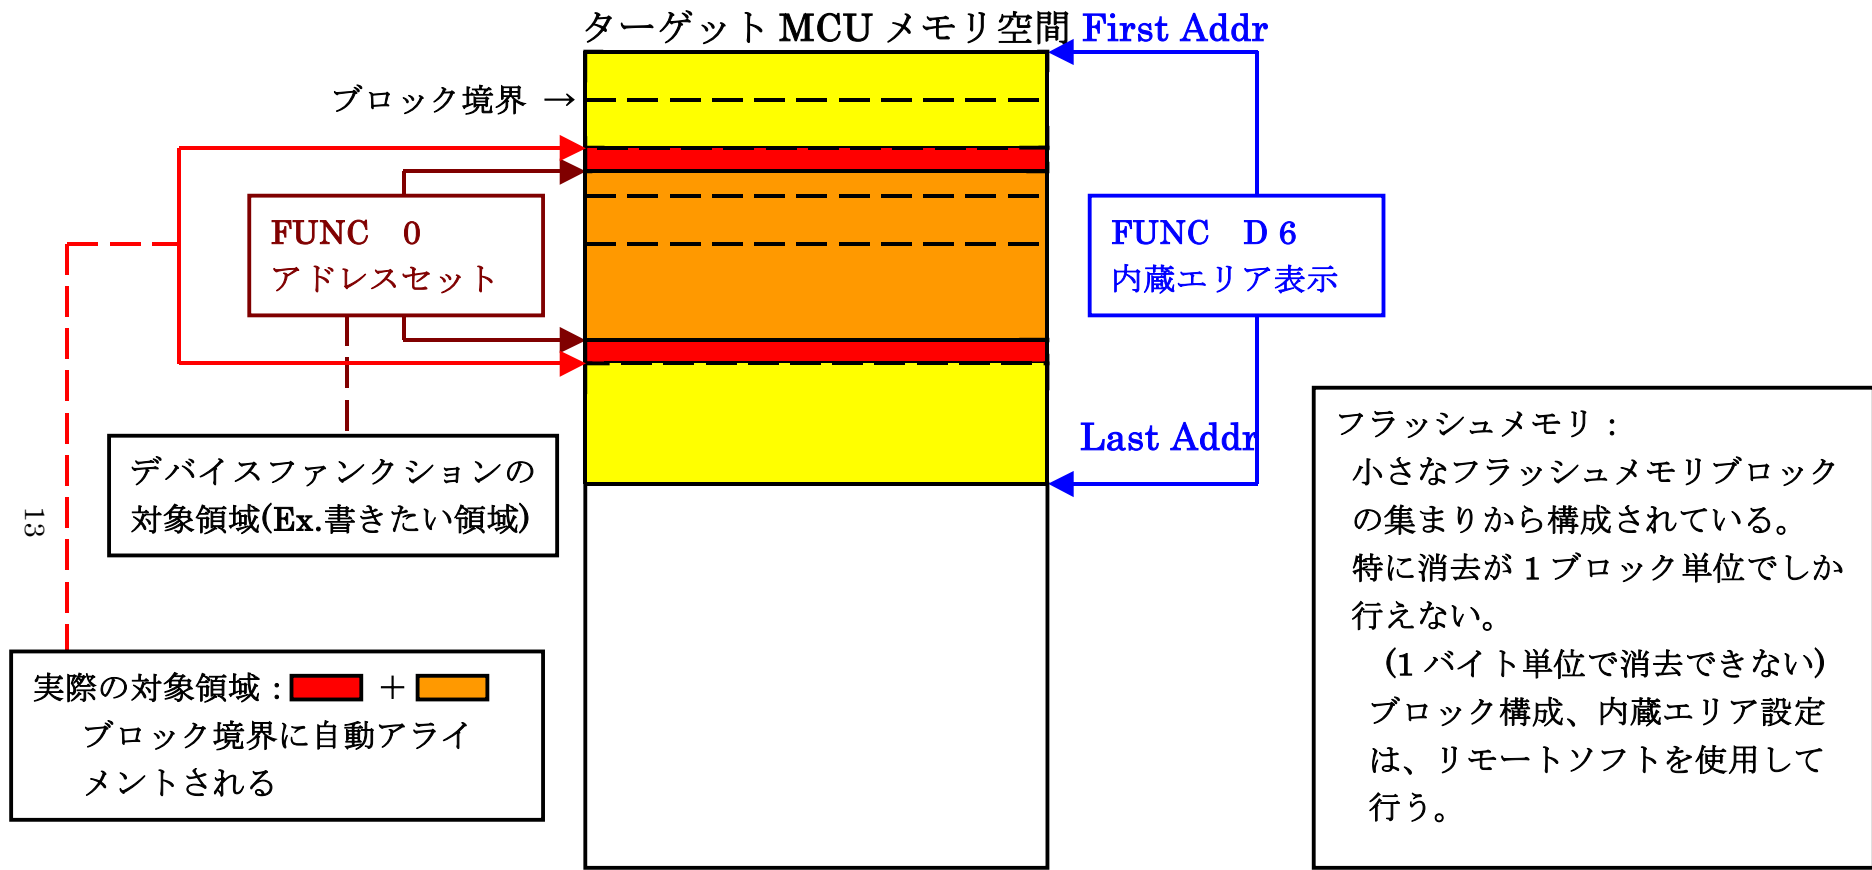 ターゲット MCU メモリ空間
First Addr
ブロック境界 →
FUNC 0
アドレスセット
FUNC D 6
内蔵エリア表示
Last Addr
デバイスファンクションの
対象領域(Ex.書きたい領域)
13
実際の対象領域 : +
ブロック境界に自動アライ
メントされる
フラッシュメモリ :
小さなフラッシュメモリブロック
の集まりから構成されている。
特に消去が 1 ブロック単位でしか
行えない。
(1 バイト単位で消去できない)
ブロック構成、内蔵エリア設定
は、リモートソフトを使用して
行う。